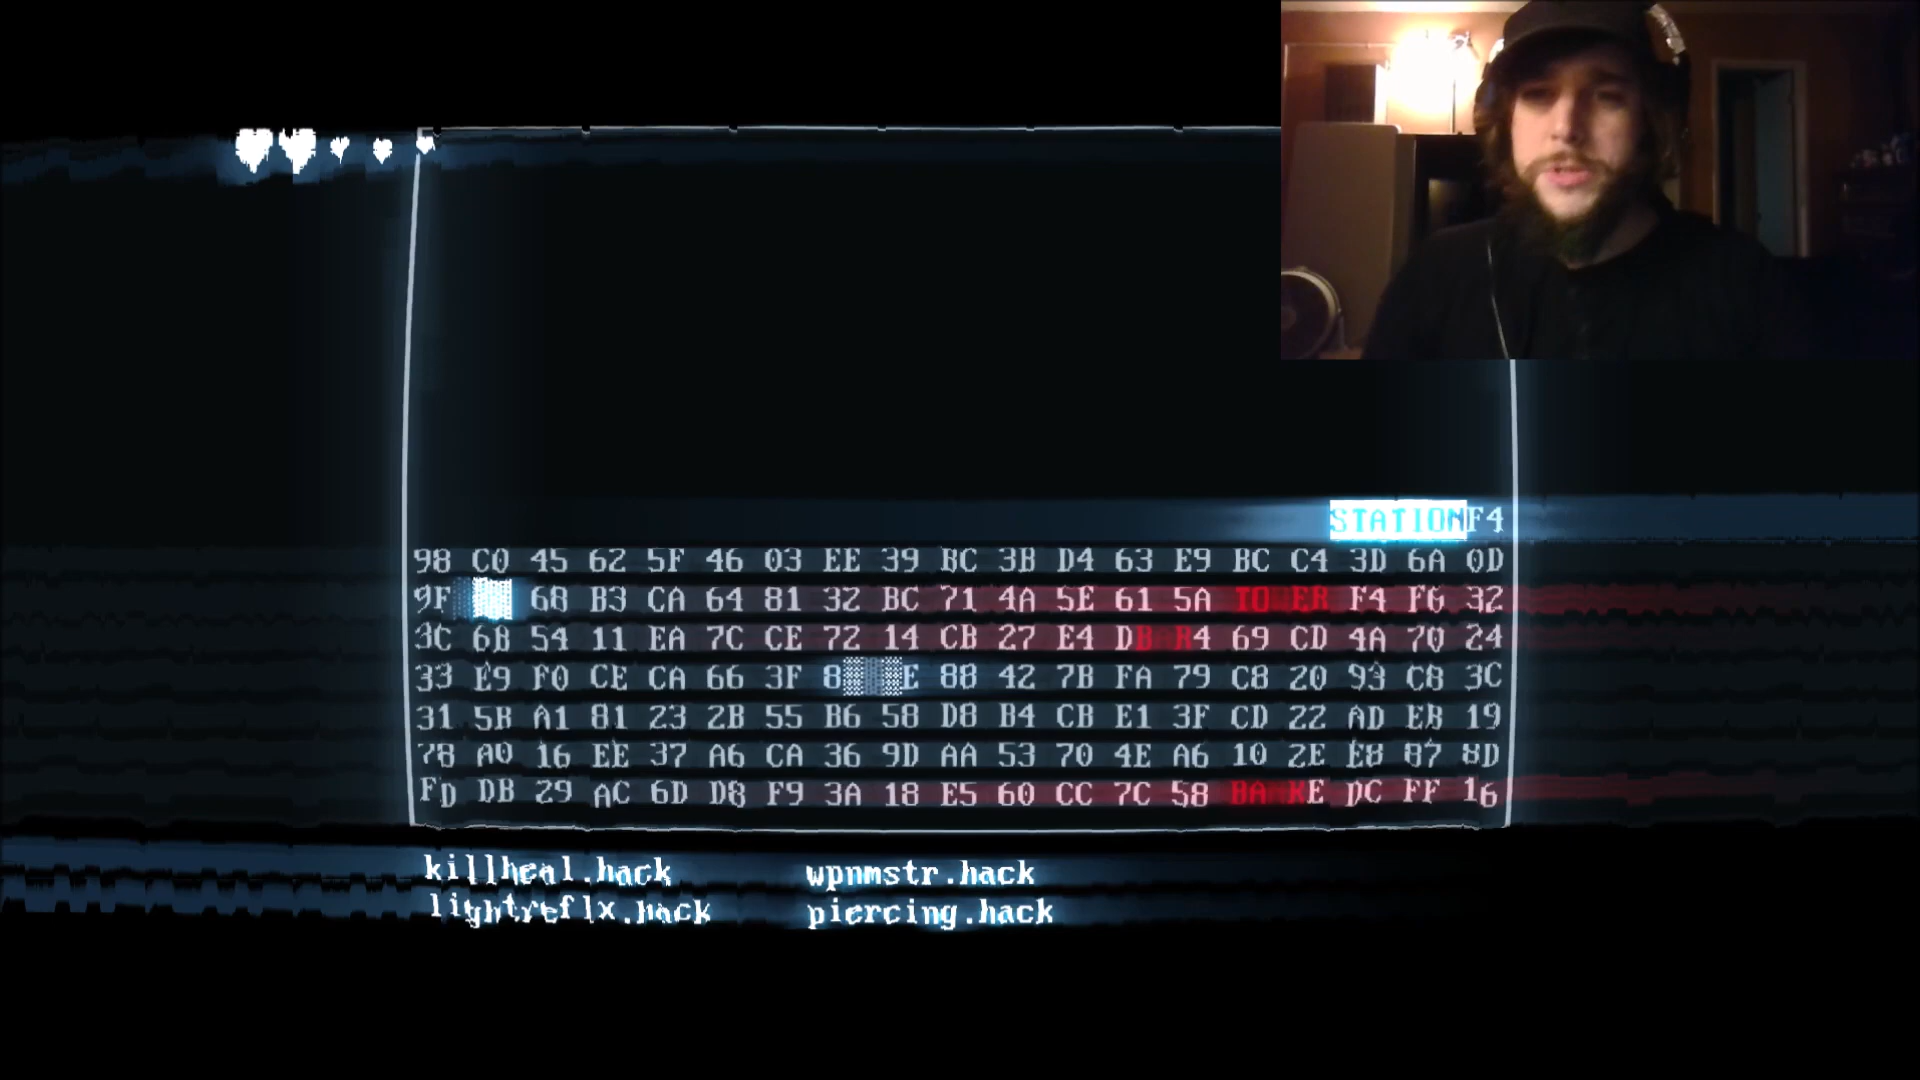 STATIONF4
98 C0 45 62 5F 46 03 EE 39 BC 3B D4 63 E9 BC C4 3D 6A 0D
9F 68 B3 CA 64 81 32 BC 71 4A 5E 61 5A F4 F6 32
3C 6B 54 11 EA 7C CE 72 14 CB 27 E4 69 CD 4A 70 24
33 E9 F0 CE CA 66 3F 88 42 7B FA 79 C8 20 93 C8 3C
31 5B A1 81 23 2B 55 B6 58 D8 B4 CB E1 3F CD 22 AD EB 19
78 A0 16 EE 37 A6 CA 36 9D AA 53 70 4E A6 10 2E E8 87 8D
FD DB 29 AC 6D D8 F9 3A 18 E5 60 CC 7C 58 DC FF 16
killheal.hack wpnmstr.hack
lightreflx.hack piercing.hack